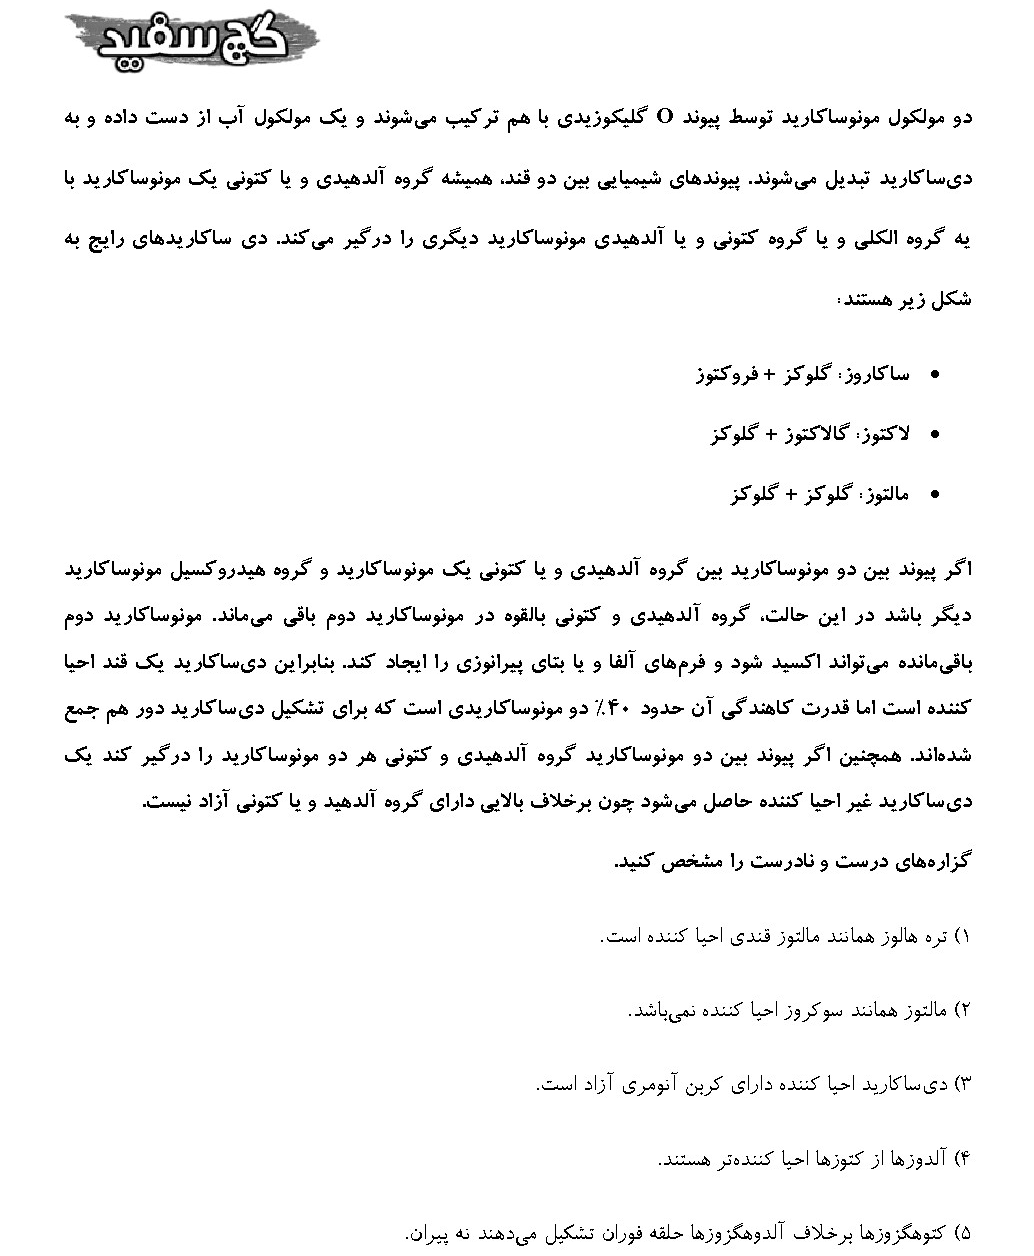 گچ سفید
دو مولکول مونوساکارید توسط پیوند O گلیکوزیدی با هم ترکیب می‌شوند و یک مولکول آب از دست داده و به
دی‌ساکارید تبدیل می‌شوند. پیوندهای شیمیایی بین دو قند، همیشه گروه آلدهیدی و یا کتونی یک مونوساکارید با
یه گروه الکلی و یا گروه کتونی و یا آلدهیدی مونوساکارید دیگری را درگیر می‌کند. دی ساکاریدهای رایج به
شکل زیر هستند:
• ساکاروز: گلوکز + فروکتوز
• لاکتوز: گالاکتوز + گلوکز
• مالتوز: گلوکز + گلوکز
اگر پیوند بین دو مونوساکارید بین گروه آلدهیدی و یا کتونی یک مونوساکارید و گروه هیدروکسیل مونوساکارید
دیگر باشد در این حالت، گروه آلدهیدی و کتونی بالقوه در مونوساکارید دوم باقی می‌ماند. مونوساکارید دوم
باقی‌مانده می‌تواند اکسید شود و فرم‌های آلفا و یا بتای پیرانوزی را ایجاد کند. بنابراین دی‌ساکارید یک قند احیا
کننده است اما قدرت کاهندگی آن حدود ۴۰٪ دو مونوساکاریدی است که برای تشکیل دی‌ساکارید دور هم جمع
شده‌اند. همچنین اگر پیوند بین دو مونوساکارید گروه آلدهیدی و کتونی هر دو مونوساکارید را درگیر کند یک
دی‌ساکارید غیر احیا کننده حاصل می‌شود چون برخلاف بالایی دارای گروه آلدهید و یا کتونی آزاد نیست.
گزاره‌های درست و نادرست را مشخص کنید.
۱) تره هالوز همانند مالتوز قندی احیا کننده است.
۲) مالتوز همانند سوکروز احیا کننده نمی‌باشد.
۳) دی‌ساکارید احیا کننده دارای کربن آنومری آزاد است.
۴) آلدوزها از کتوزها احیا کننده‌تر هستند.
۵) کتوهگزوزها برخلاف آلدوهگزوزها حلقه فوران تشکیل می‌دهند نه پیران.